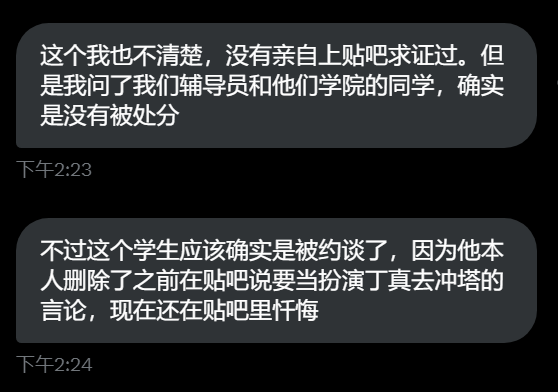 这个我也不清楚，没有亲自上贴吧求证过。但
是我问了我们辅导员和他们学院的同学，确实
是没有被处分
下午2:23
不过这个学生应该确实是被约谈了，因为他本
人删除了之前在贴吧说要当扮演丁真去冲塔的
言论，现在还在贴吧里忏悔
下午2:24